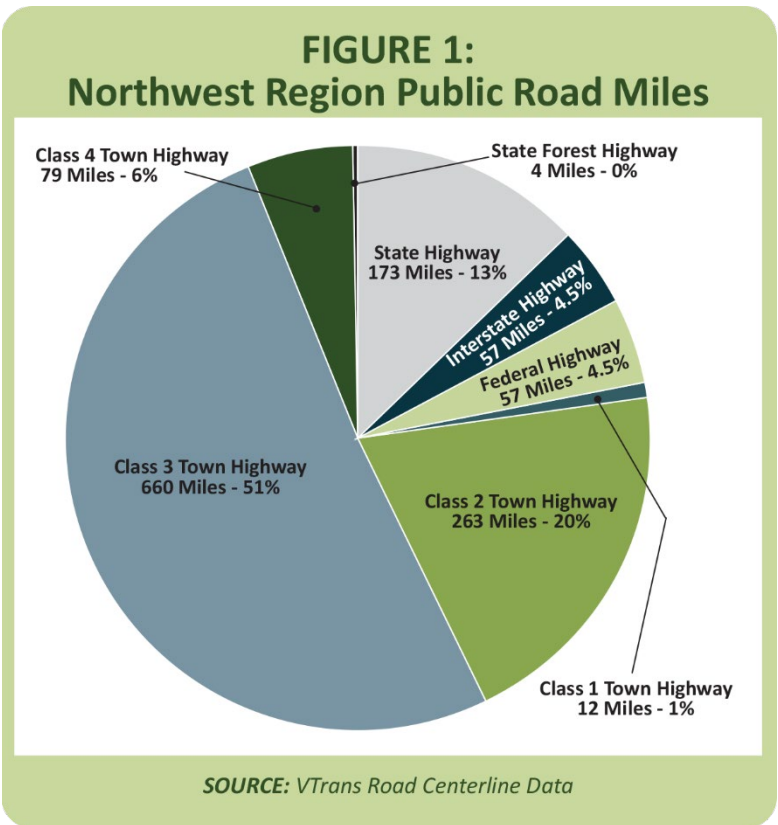 FIGURE 1:
Northwest Region Public Road Miles
Class 4 Town Highway
79 Miles - 6%
State Forest Highway
4 Miles - 0%
State Highway
173 Miles - 13%
Interstate Highway
57 Miles - 4.5%
Federal Highway
57 Miles - 4.5%
Class 3 Town Highway
660 Miles - 51%
Class 2 Town Highway
263 Miles - 20%
Class 1 Town Highway
12 Miles - 1%
SOURCE: VTrans Road Centerline Data